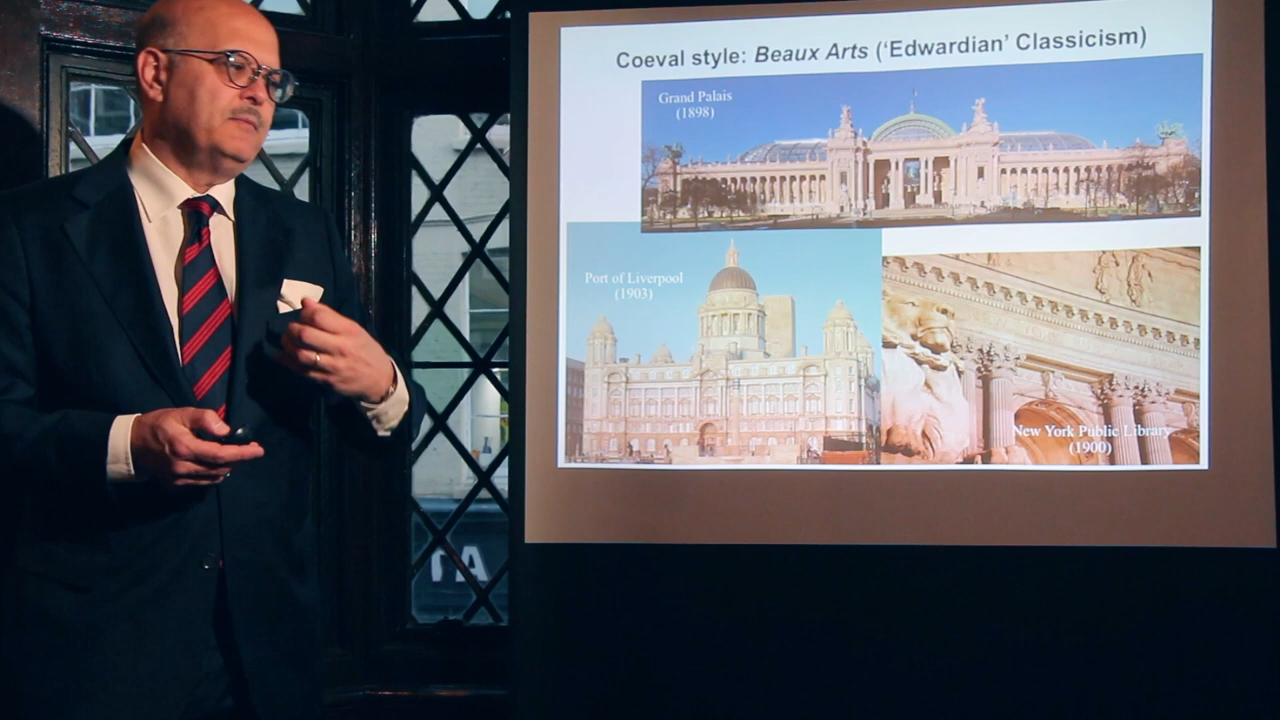 Coeval style: Beaux Arts (‘Edwardian’ Classicism)
Grand Palais
(1898)
Port of Liverpool
(1903)
New York Public Library
(1900)